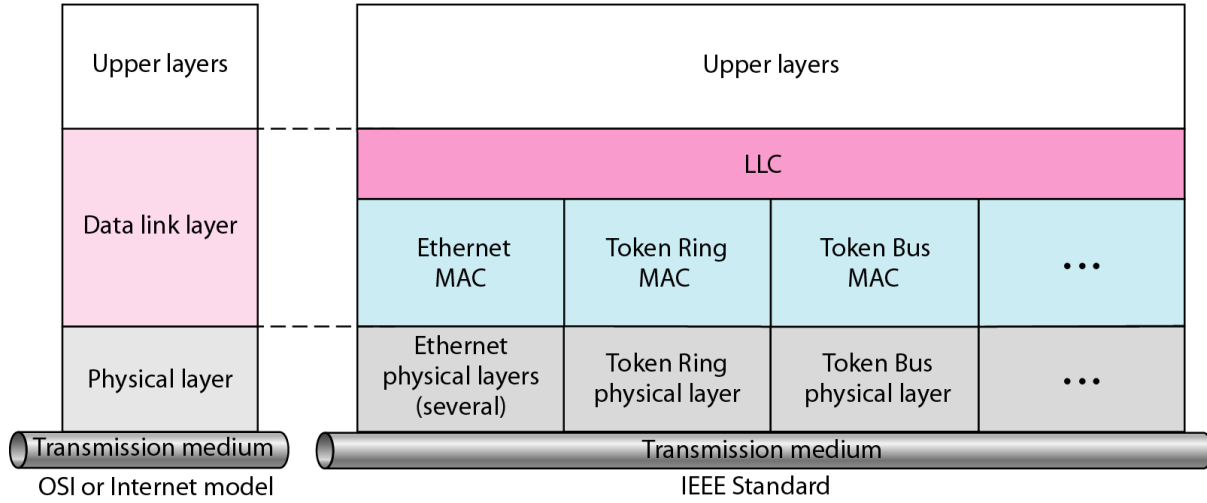 Upper layers
Data link layer
Physical layer
Transmission medium
OSI or Internet model
Upper layers
LLC
Ethernet
MAC
Token Ring
MAC
Token Bus
MAC
...
Ethernet
physical layers
(several)
Token Ring
physical layer
Token Bus
physical layer
...
Transmission medium
IEEE Standard